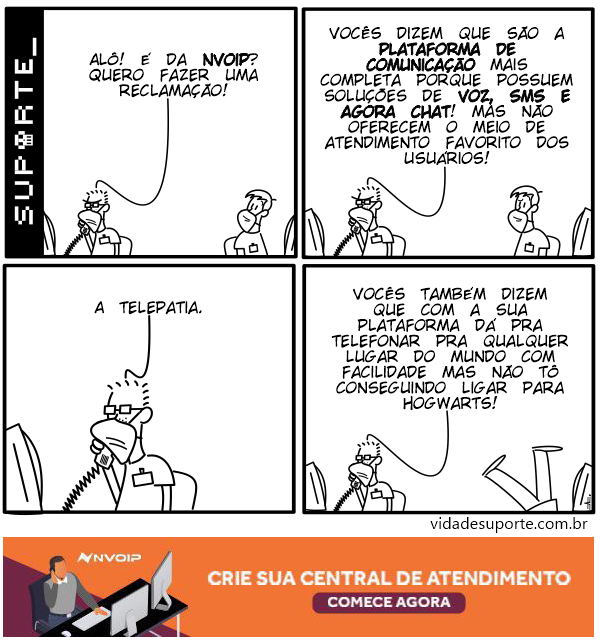 SUPORTE_
ALÔ! É DA NVOIP?
QUERO FAZER UMA
RECLAMAÇÃO!
VOCÊS DIZEM QUE SÃO A
PLATAFORMA DE
COMUNICAÇÃO MAIS
COMPLETA PORQUE POSSUEM
SOLUÇÕES DE VOZ, SMS E
AGORA CHAT! MAS NÃO
OFERECEM O MEIO DE
ATENDIMENTO FAVORITO DOS
USUÁRIOS!
A TELEPATIA.
VOCÊS TAMBÉM DIZEM
QUE COM A SUA
PLATAFORMA DÁ PRA
TELEFONAR PRA QUALQUER
LUGAR DO MUNDO COM
FACILIDADE MAS NÃO TÔ
CONSEGUINDO LIGAR PARA
HOGWARTS!
vidadesuporte.com.br
NVOIP
CRIE SUA CENTRAL DE ATENDIMENTO
COMECE AGORA